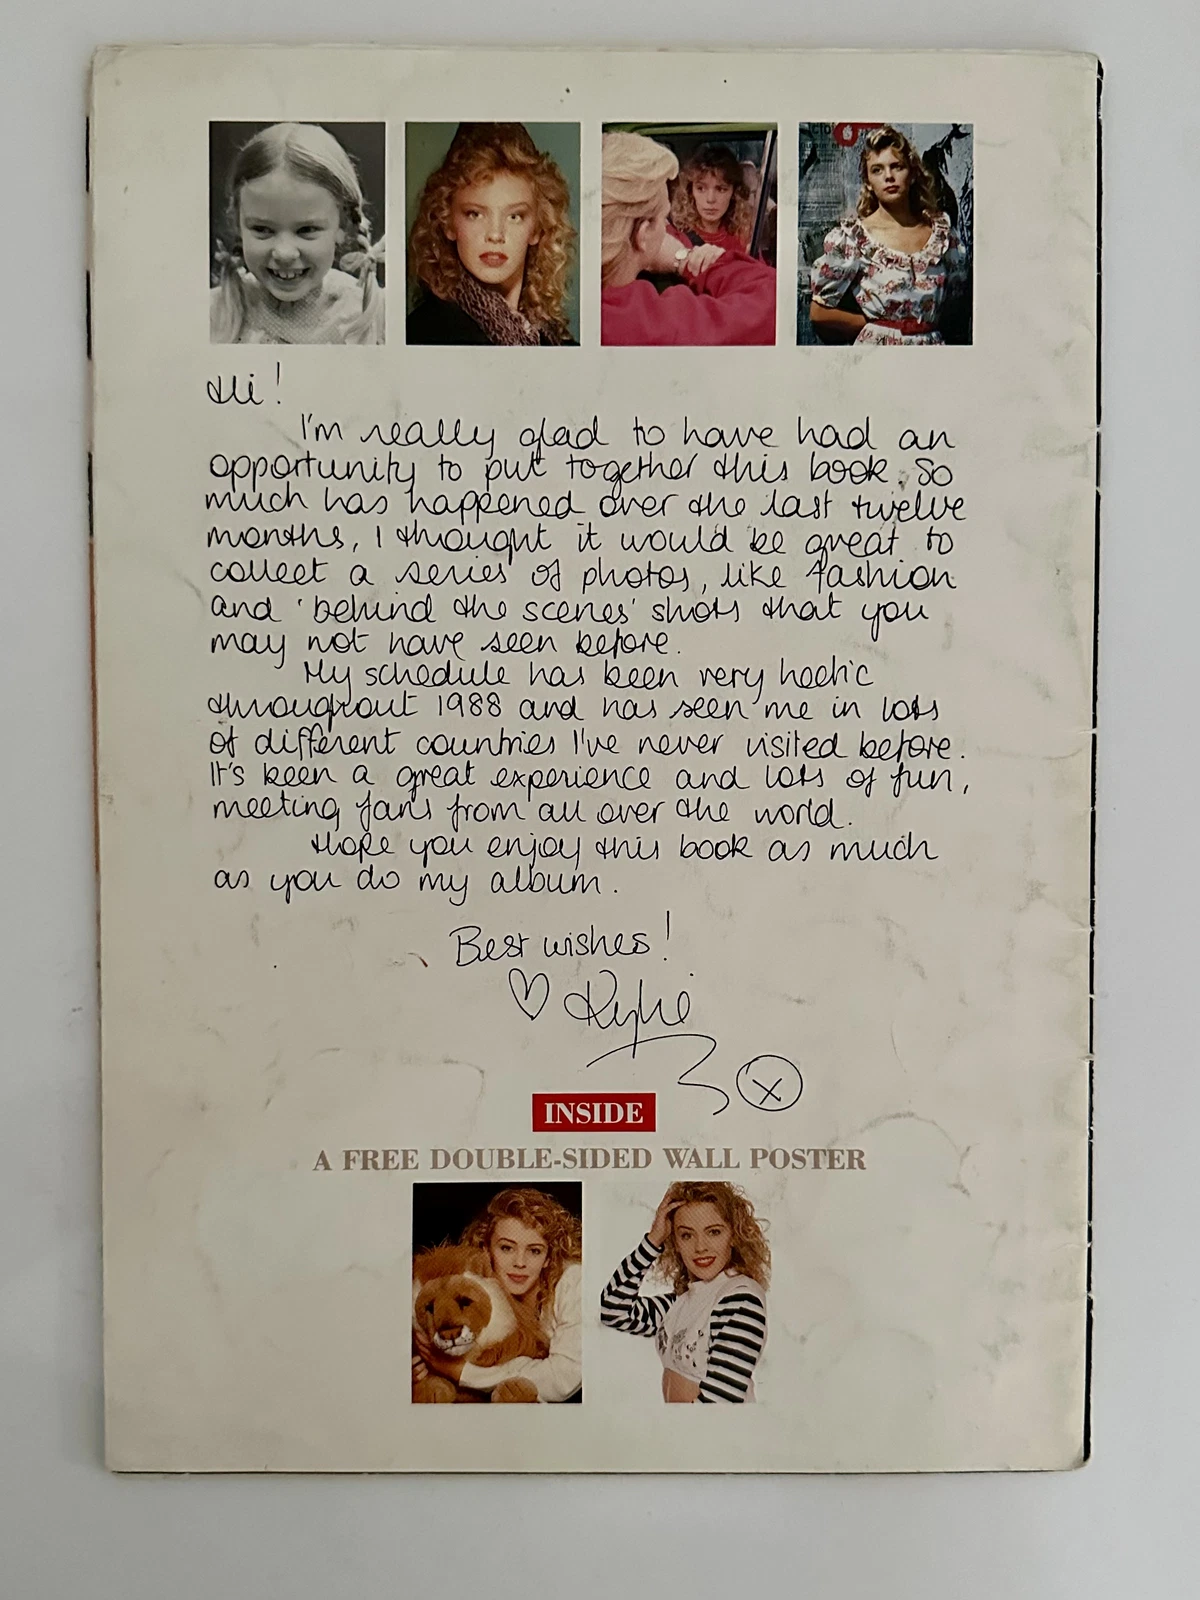 Hi!
I'm really glad to have had an
opportunity to put together this book. So
much has happened over the last twelve
months, I thought it would be great to
collect a series of photos, like fashion
and 'behind the scenes' shots that you
may not have seen before.
My schedule has been very hectic
throughout 1988 and has seen me in lots
of different countries I've never visited before.
It's been a great experience and lots of fun,
meeting fans from all over the world.
Hope you enjoy this book as much
as you do my album.
Best wishes!
♡ Kylie
x
INSIDE
A FREE DOUBLE-SIDED WALL POSTER